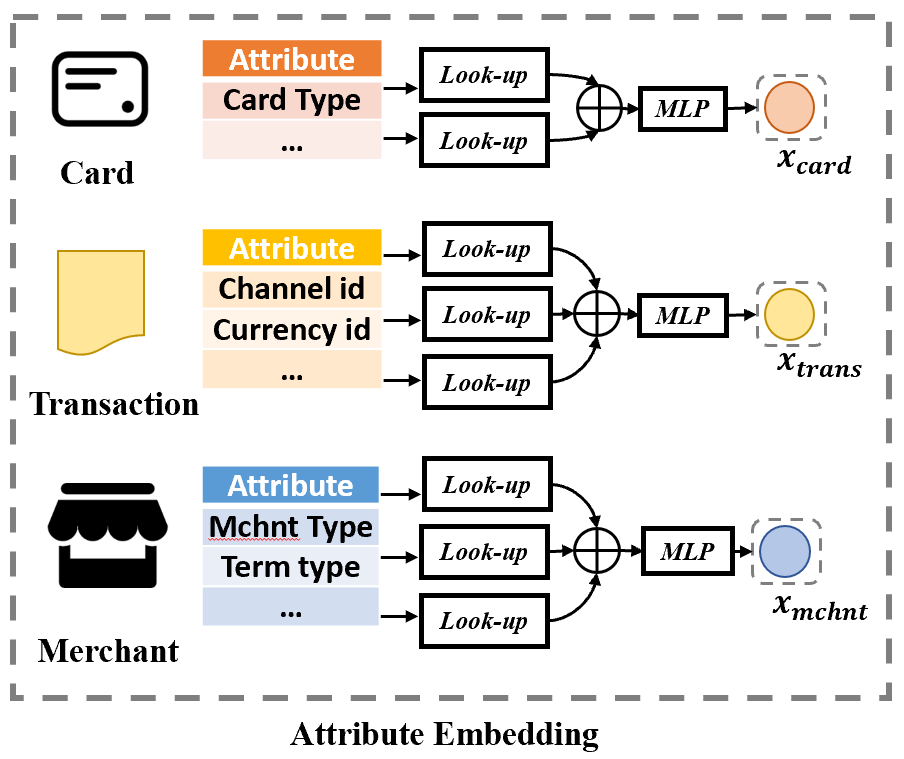 Attribute
Card Type
...
Look-up
Look-up
MLP
x_card
Card
Attribute
Channel id
Currency id
...
Look-up
Look-up
Look-up
MLP
x_trans
Transaction
Attribute
Mchnt Type
Term type
...
Look-up
Look-up
Look-up
MLP
x_mchnt
Merchant
Attribute Embedding